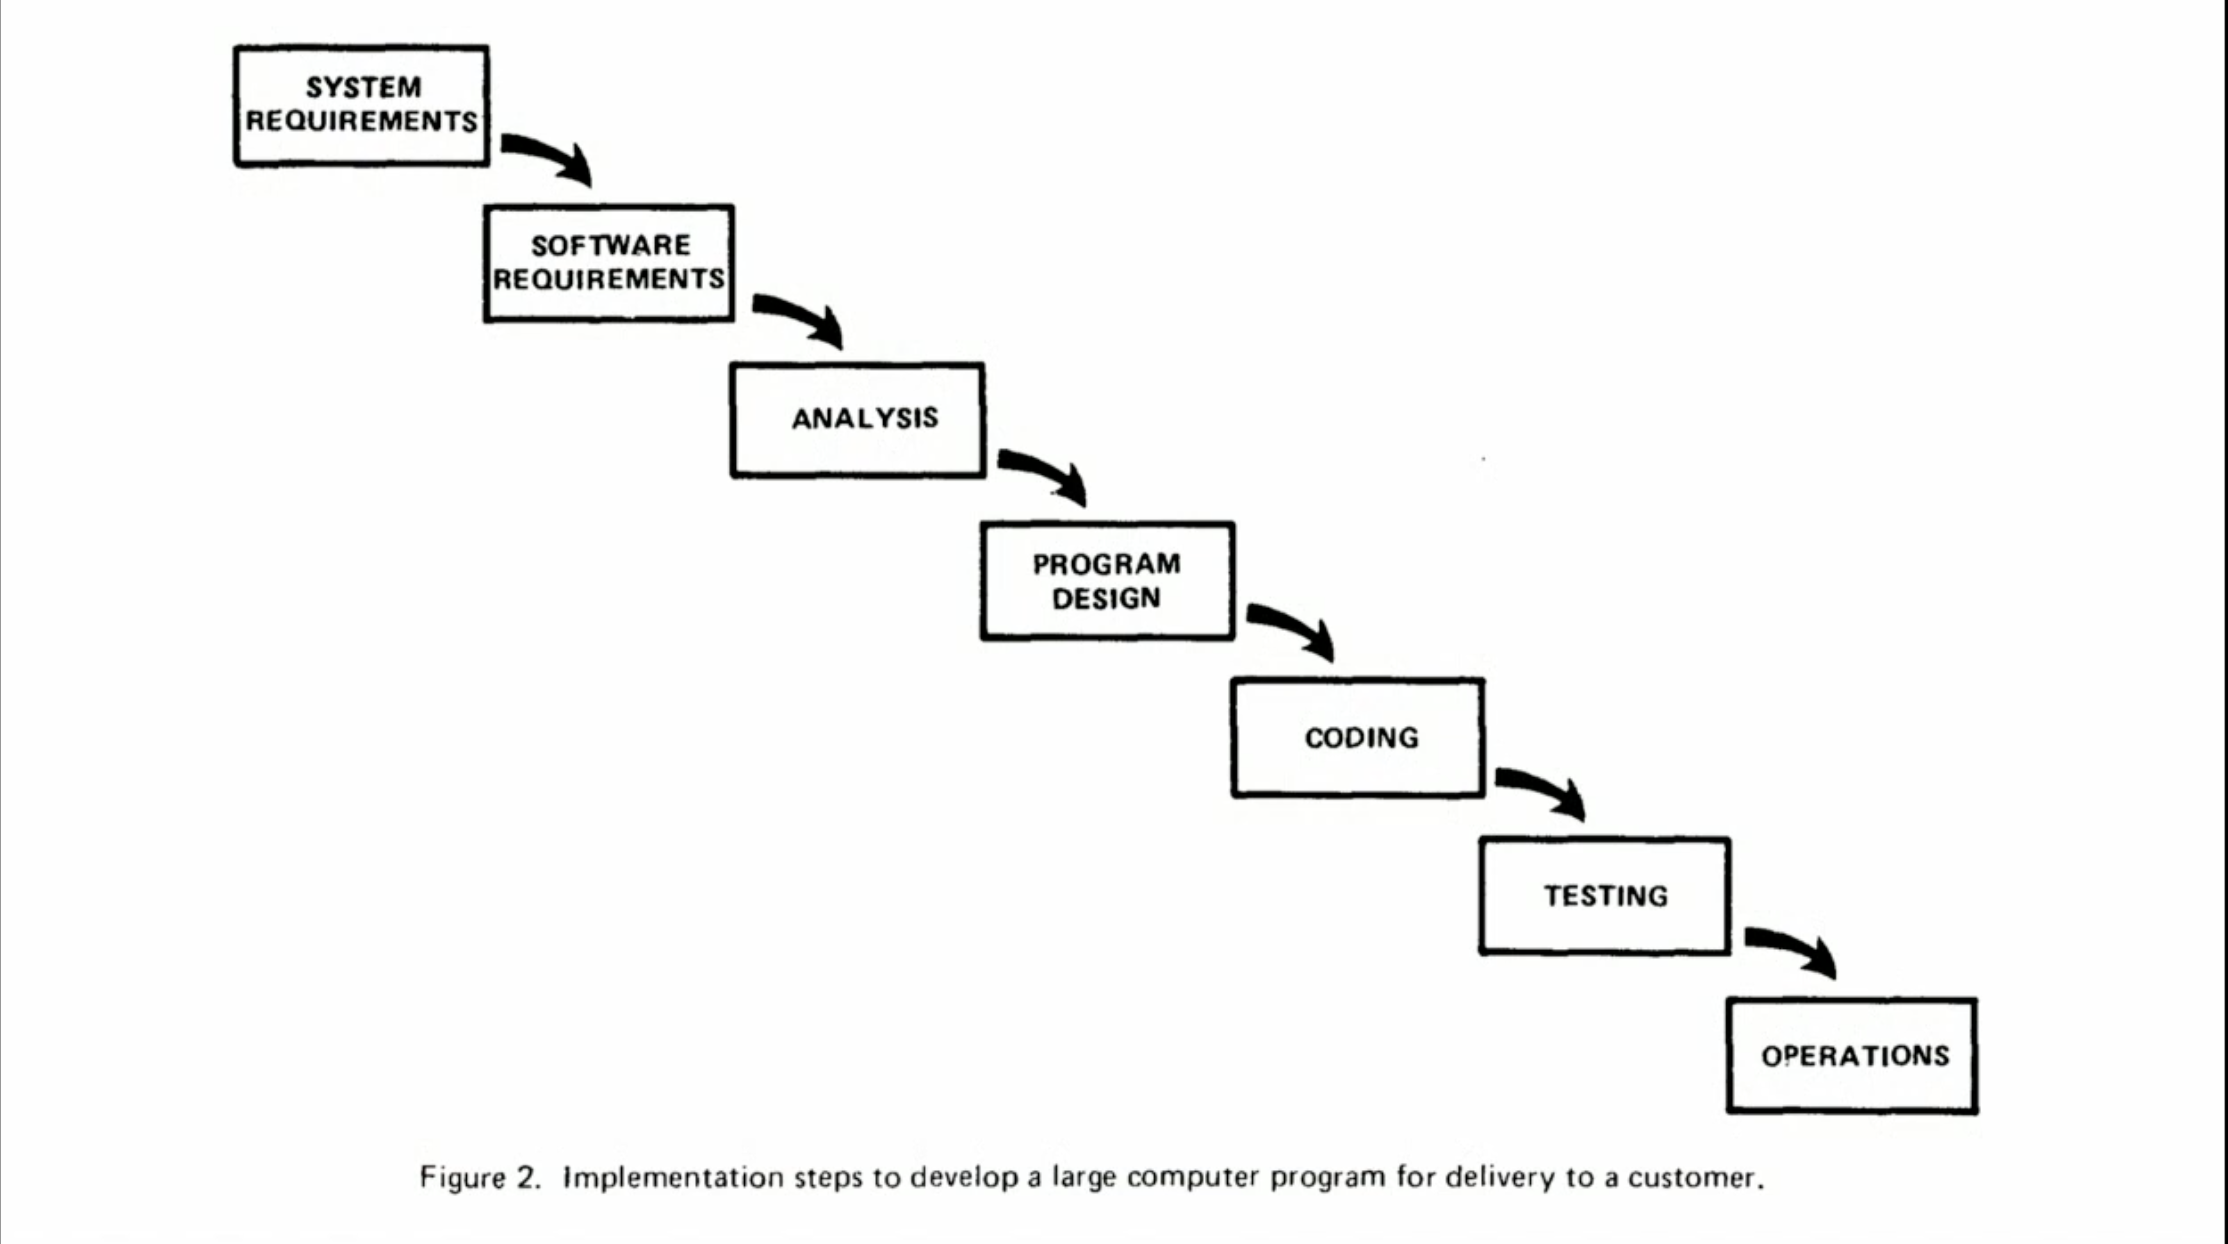 SYSTEM
REQUIREMENTS
SOFTWARE
REQUIREMENTS
ANALYSIS
PROGRAM
DESIGN
CODING
TESTING
OPERATIONS
Figure 2. Implementation steps to develop a large computer program for delivery to a customer.